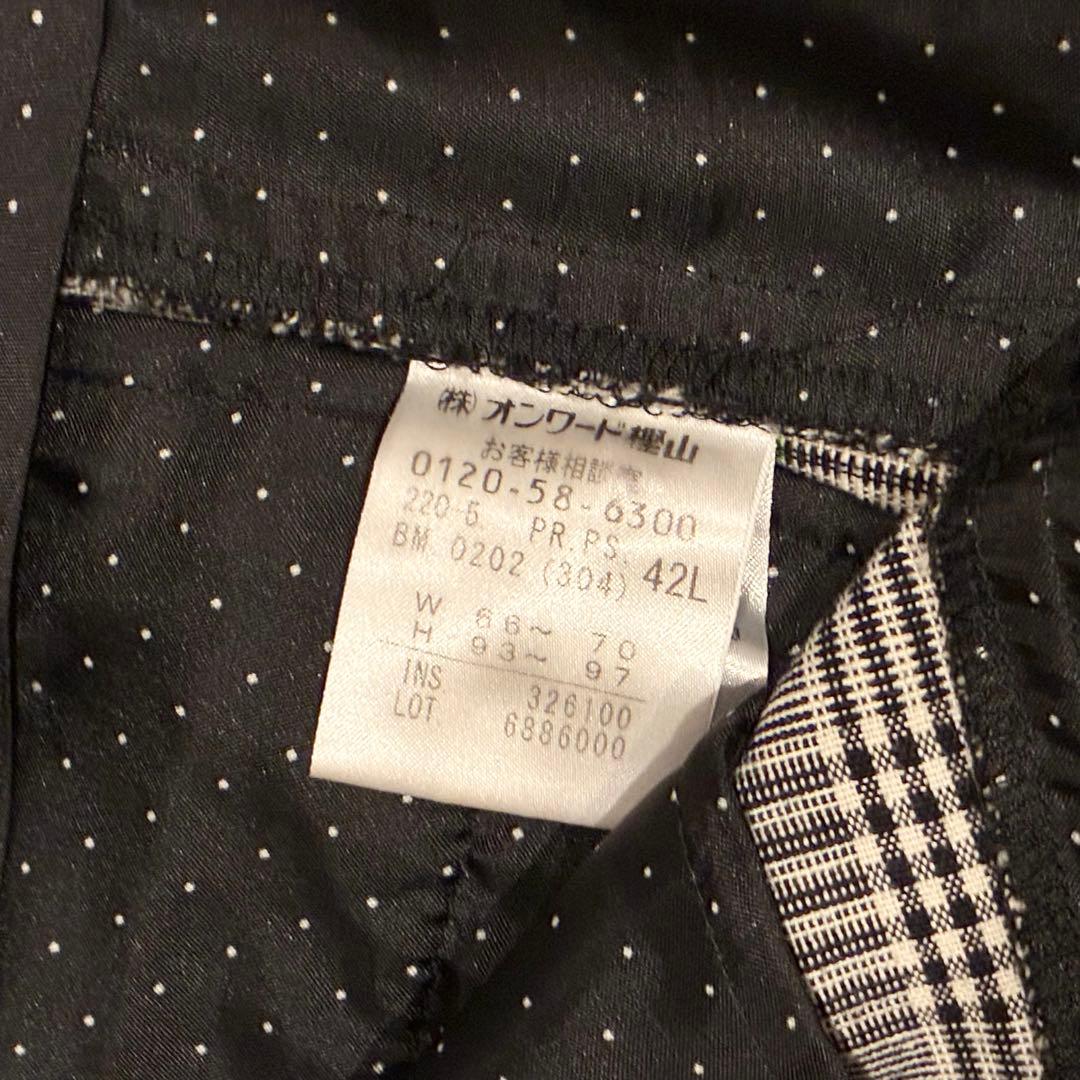 ㈱オンワード樫山
お客様相談室
0120-58-6300
220-5 PR.PS.
BM. 0202 (304) 42L
W 66～ 70
H 93～ 97
INS 326100
LOT. 6886000